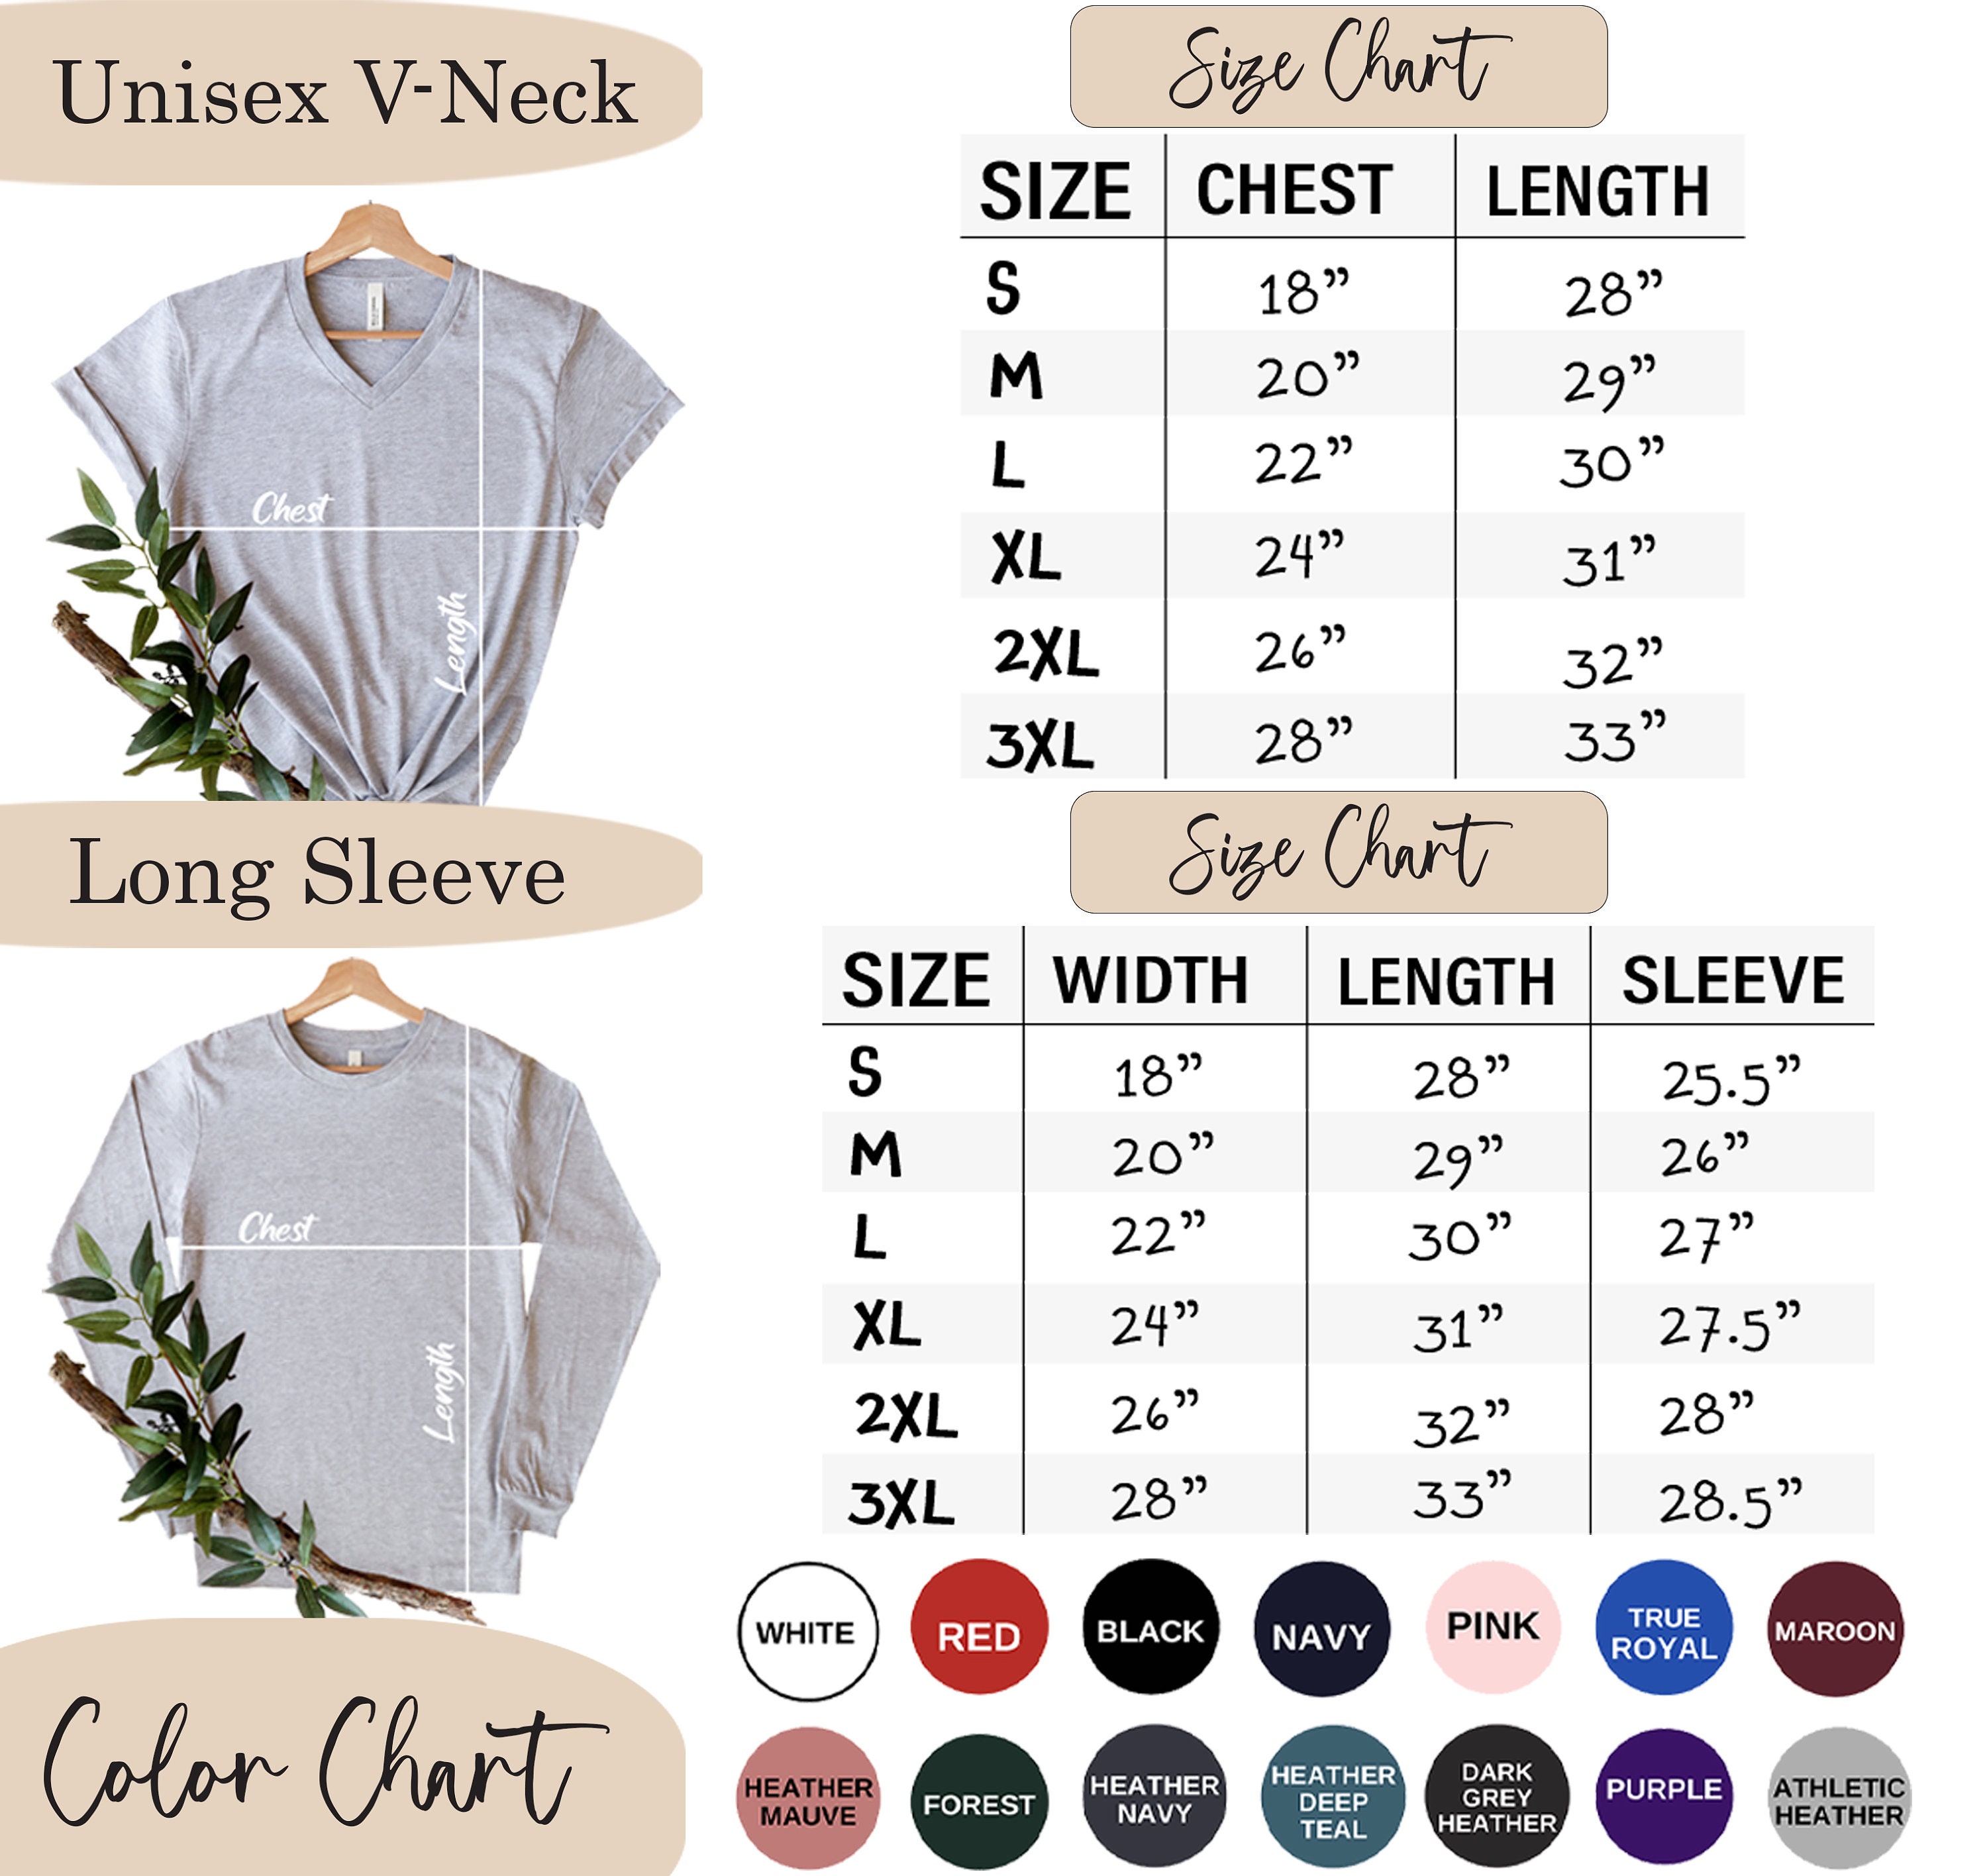 Unisex V-Neck
Size Chart
SIZE CHEST LENGTH
S 18” 28”
M 20” 29”
L 22” 30”
XL 24” 31”
2XL 26” 32”
3XL 28” 33”
Chest
Length
Long Sleeve
Size Chart
SIZE WIDTH LENGTH SLEEVE
S 18” 28” 25.5”
M 20” 29” 26”
L 22” 30” 27”
XL 24” 31” 27.5”
2XL 26” 32” 28”
3XL 28” 33” 28.5”
Chest
Length
Color Chart
WHITE
RED
BLACK
NAVY
PINK
TRUE
ROYAL
MAROON
HEATHER
MAUVE
FOREST
HEATHER
NAVY
HEATHER
DEEP
TEAL
DARK
GREY
HEATHER
PURPLE
ATHLETIC
HEATHER